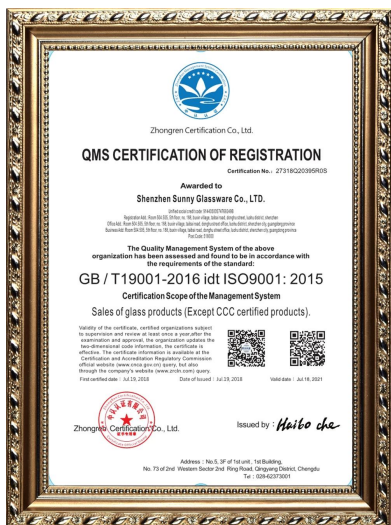 Zhongren Certification Co., Ltd.
QMS CERTIFICATION OF REGISTRATION
Certification No.: 27318Q20395R0S
Awarded to
Shenzhen Sunny Glassware Co., LTD.
The Quality Management System of the above
organization has been assessed and found to be in accordance with
the requirements of the standard:
GB / T19001-2016 idt ISO9001: 2015
Certification Scope of the Management System
Sales of glass products (Except CCC certified products).
Validity of the certificate, certified organizations subject
to supervision and review at least once a year,after the
examination and approval, the organization updates the
two-dimensional code information, the certificate is
effective. The certificate information is available at the
Certification and Accreditation Regulatory Commission
official website (www.cnca.gov.cn) query, but also
through the company's website (www.zrcln.com) query.
First certified date : Jul.19, 2018 Date of Issued : Jul.19, 2018 Valid date : Jul.18, 2021
Zhongren Certification Co., Ltd.
Issued by : Haibo che
Address : No.5, 3F of 1st unit , 1st Building,
No. 73 of 2nd Western Sector 2nd Ring Road, Qingyang District, Chengdu
Tel : 028-62373001